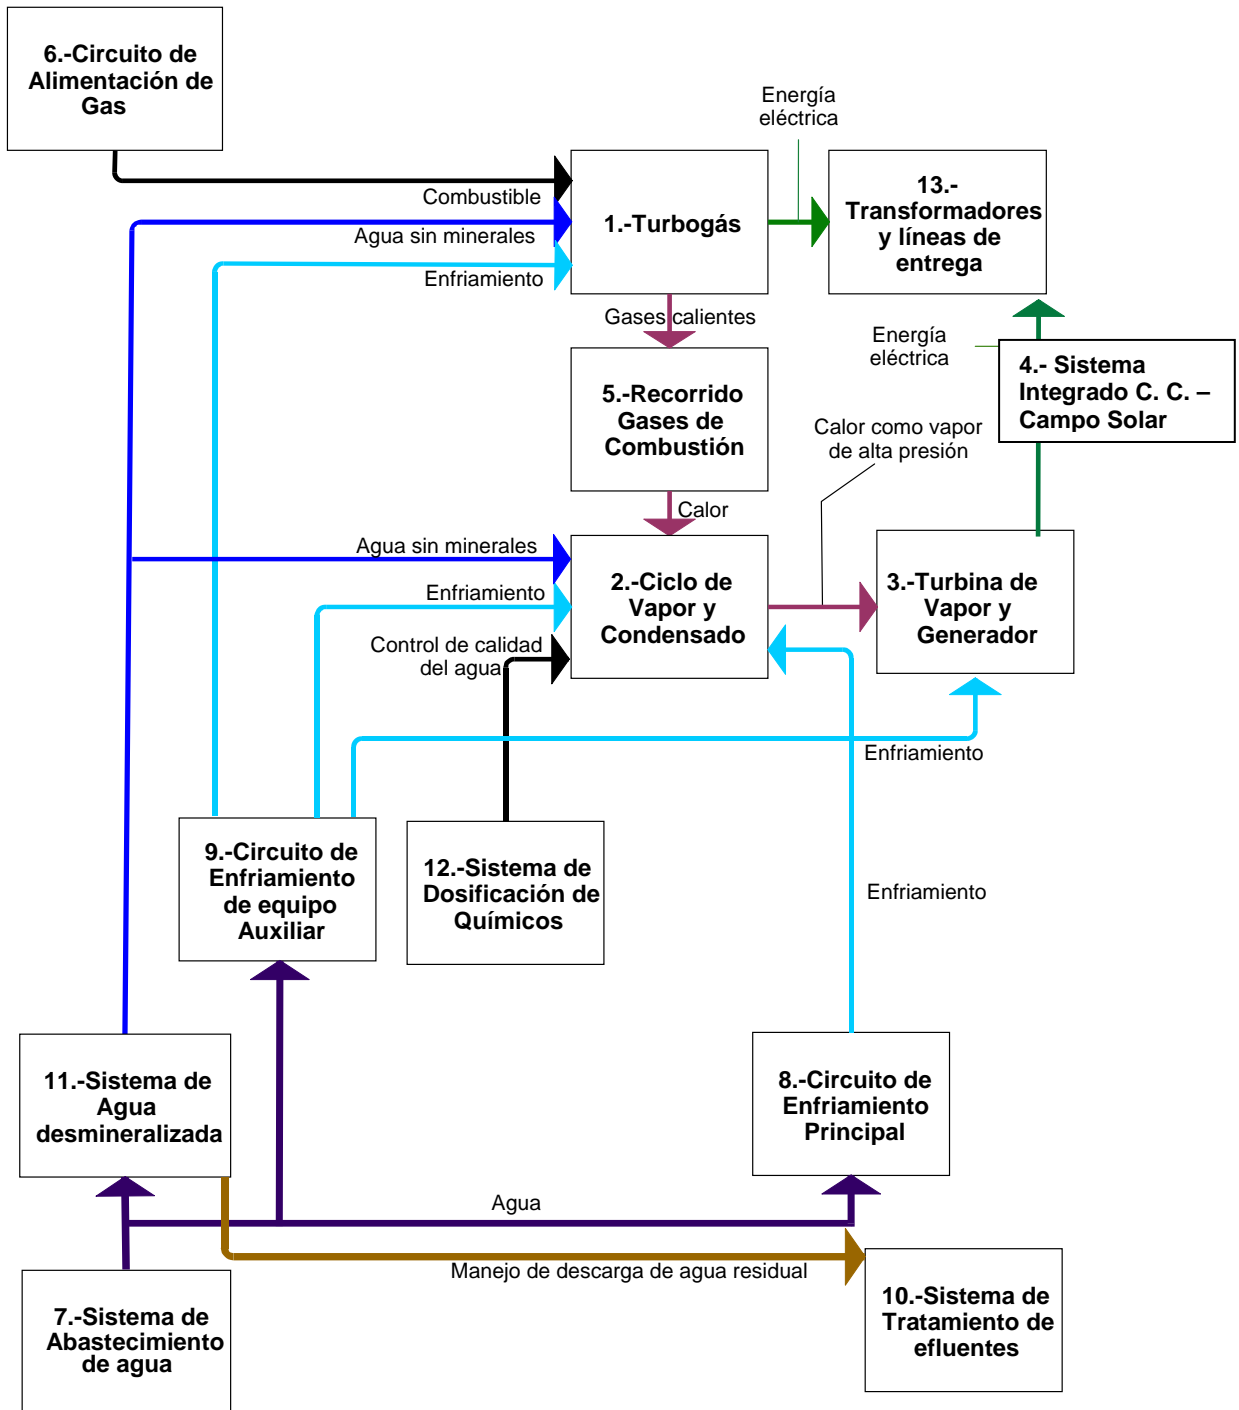 6.-Circuito de
Alimentación de
Gas
Energía
eléctrica
Combustible
Agua sin minerales
Enfriamiento
1.-Turbogás
13.-
Transformadores
y líneas de
entrega
Gases calientes
Energía
eléctrica
4.- Sistema
Integrado C. C. –
Campo Solar
5.-Recorrido
Gases de
Combustión
Calor como vapor
de alta presión
Calor
Agua sin minerales
Enfriamiento
Control de calidad
del agua
2.-Ciclo de
Vapor y
Condensado
3.-Turbina de
Vapor y
Generador
Enfriamiento
9.-Circuito de
Enfriamiento
de equipo
Auxiliar
12.-Sistema de
Dosificación de
Químicos
Enfriamiento
11.-Sistema de
Agua
desmineralizada
8.-Circuito de
Enfriamiento
Principal
Agua
Manejo de descarga de agua residual
7.-Sistema de
Abastecimiento
de agua
10.-Sistema de
Tratamiento de
efluentes